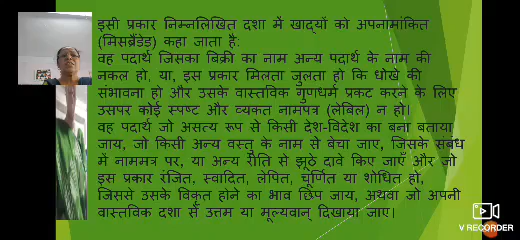 इसी प्रकार निम्नलिखित दशा में खाद्यों को अपनामांकित
(मिसब्रैंडेड) कहा जाता है:
वह पदार्थ जिसका बिक्री का नाम अन्य पदार्थ के नाम की
नकल हो, या, इस प्रकार मिलता जुलता हो कि धोखे की
संभावना हो और उसके वास्तविक गुणधर्म प्रकट करने के लिए
उसपर कोई स्पष्ट और व्यक्त नामपत्र (लेबिल) न हो।
वह पदार्थ जो असत्य रूप से किसी देश-विदेश का बना बताया
जाय, जो किसी अन्य वस्तु के नाम से बेचा जाए, जिसके संबंध
में नाममत्र पर, या अन्य रीति से झूठे दावे किए जाएँ और जो
इस प्रकार रंजित, स्वादित, लेपित, चूर्णित या शोधित हो,
जिससे उसके विकृत होने का भाव छिप जाय, अथवा जो अपनी
वास्तविक दशा से उत्तम या मूल्यवान् दिखाया जाए।
V RECORDER